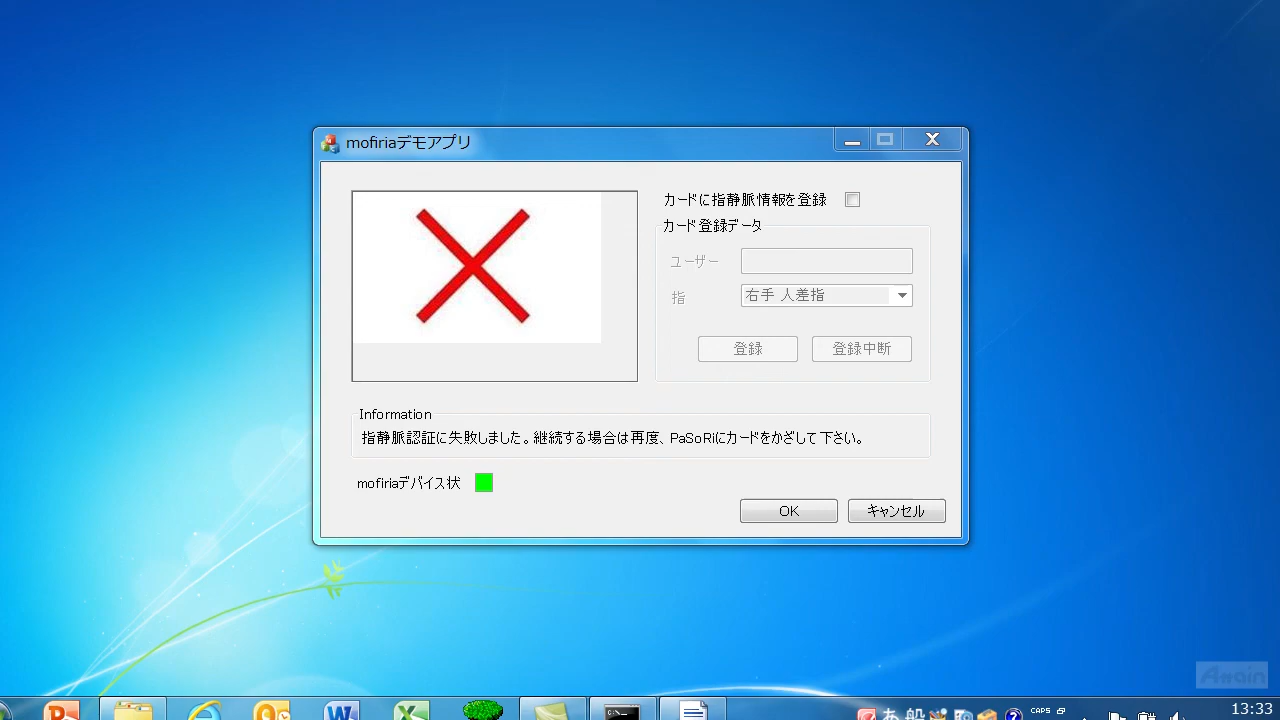 mofiriaデモアプリ
カードに指静脈情報を登録
カード登録データ
ユーザー
指
右手 人差指
登録
登録中断
Information
指静脈認証に失敗しました。継続する場合は再度、PaSoRiにカードをかざして下さい。
mofiriaデバイス状
OK
キャンセル
あ 般
CAPS
13:33